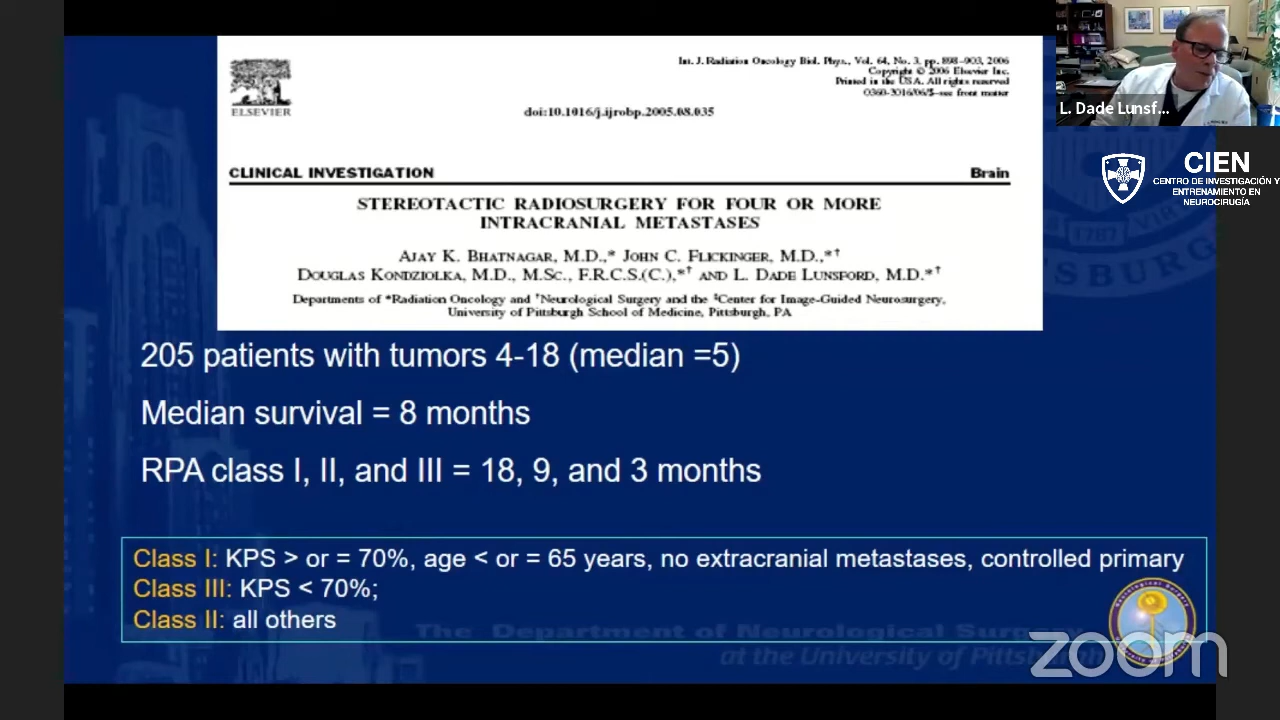 ELSEVIER
Int. J. Radiation Oncology Biol. Phys., Vol. 64, No. 3, pp. 898–903, 2006
Copyright © 2006 Elsevier Inc.
Printed in the USA. All rights reserved
0360-3016/06/$–see front matter
doi:10.1016/j.ijrobp.2005.08.035
CLINICAL INVESTIGATION Brain
STEREOTACTIC RADIOSURGERY FOR FOUR OR MORE
INTRACRANIAL METASTASES
AJAY K. BHATNAGAR, M.D.,* JOHN C. FLICKINGER, M.D.,*†
DOUGLAS KONDZIOLKA, M.D., M.SC., F.R.C.S.(C.),*† AND L. DADE LUNSFORD, M.D.*†
Departments of *Radiation Oncology and †Neurological Surgery and the ‡Center for Image-Guided Neurosurgery,
University of Pittsburgh School of Medicine, Pittsburgh, PA
205 patients with tumors 4-18 (median =5)
Median survival = 8 months
RPA class I, II, and III = 18, 9, and 3 months
Class I: KPS > or = 70%, age < or = 65 years, no extracranial metastases, controlled primary
Class III: KPS < 70%;
Class II: all others
The Department of Neurological Surgery
at the University of Pittsburgh
L. Dade Lunsf...
CIEN
CENTRO DE INVESTIGACIÓN Y
ENTRENAMIENTO EN
NEUROCIRUGÍA
1787
SBURG
zoom